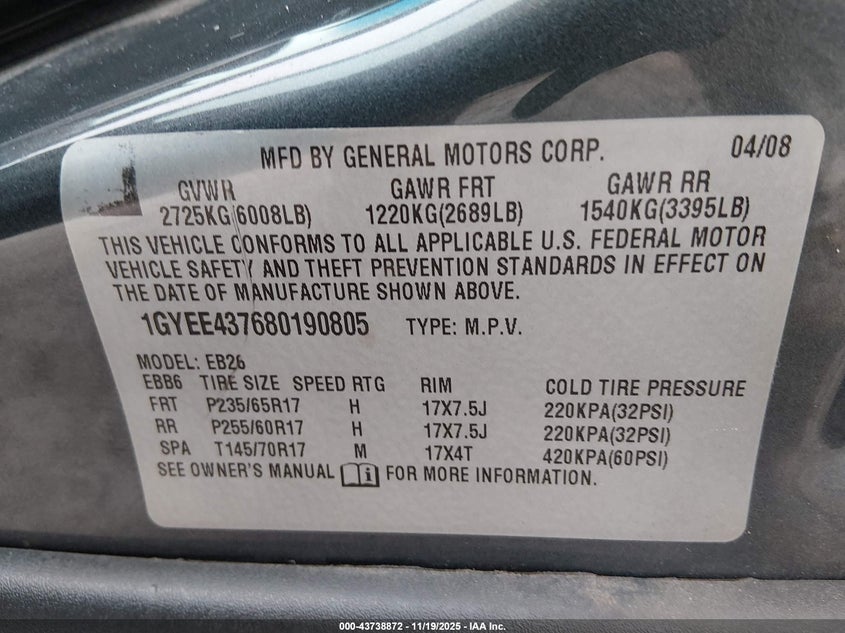 MFD BY GENERAL MOTORS CORP. 04/08
GVWR GAWR FRT GAWR RR
2725KG(6008LB) 1220KG(2689LB) 1540KG(3395LB)
THIS VEHICLE CONFORMS TO ALL APPLICABLE U.S. FEDERAL MOTOR
VEHICLE SAFETY AND THEFT PREVENTION STANDARDS IN EFFECT ON
THE DATE OF MANUFACTURE SHOWN ABOVE.
1GYEE437680190805 TYPE: M.P.V.
MODEL: EB26
EBB6 TIRE SIZE SPEED RTG RIM COLD TIRE PRESSURE
FRT P235/65R17 H 17X7.5J 220KPA(32PSI)
RR P255/60R17 H 17X7.5J 220KPA(32PSI)
SPA T145/70R17 M 17X4T 420KPA(60PSI)
SEE OWNER'S MANUAL i FOR MORE INFORMATION.
000-43738872 - 11/19/2025 - IAA Inc.